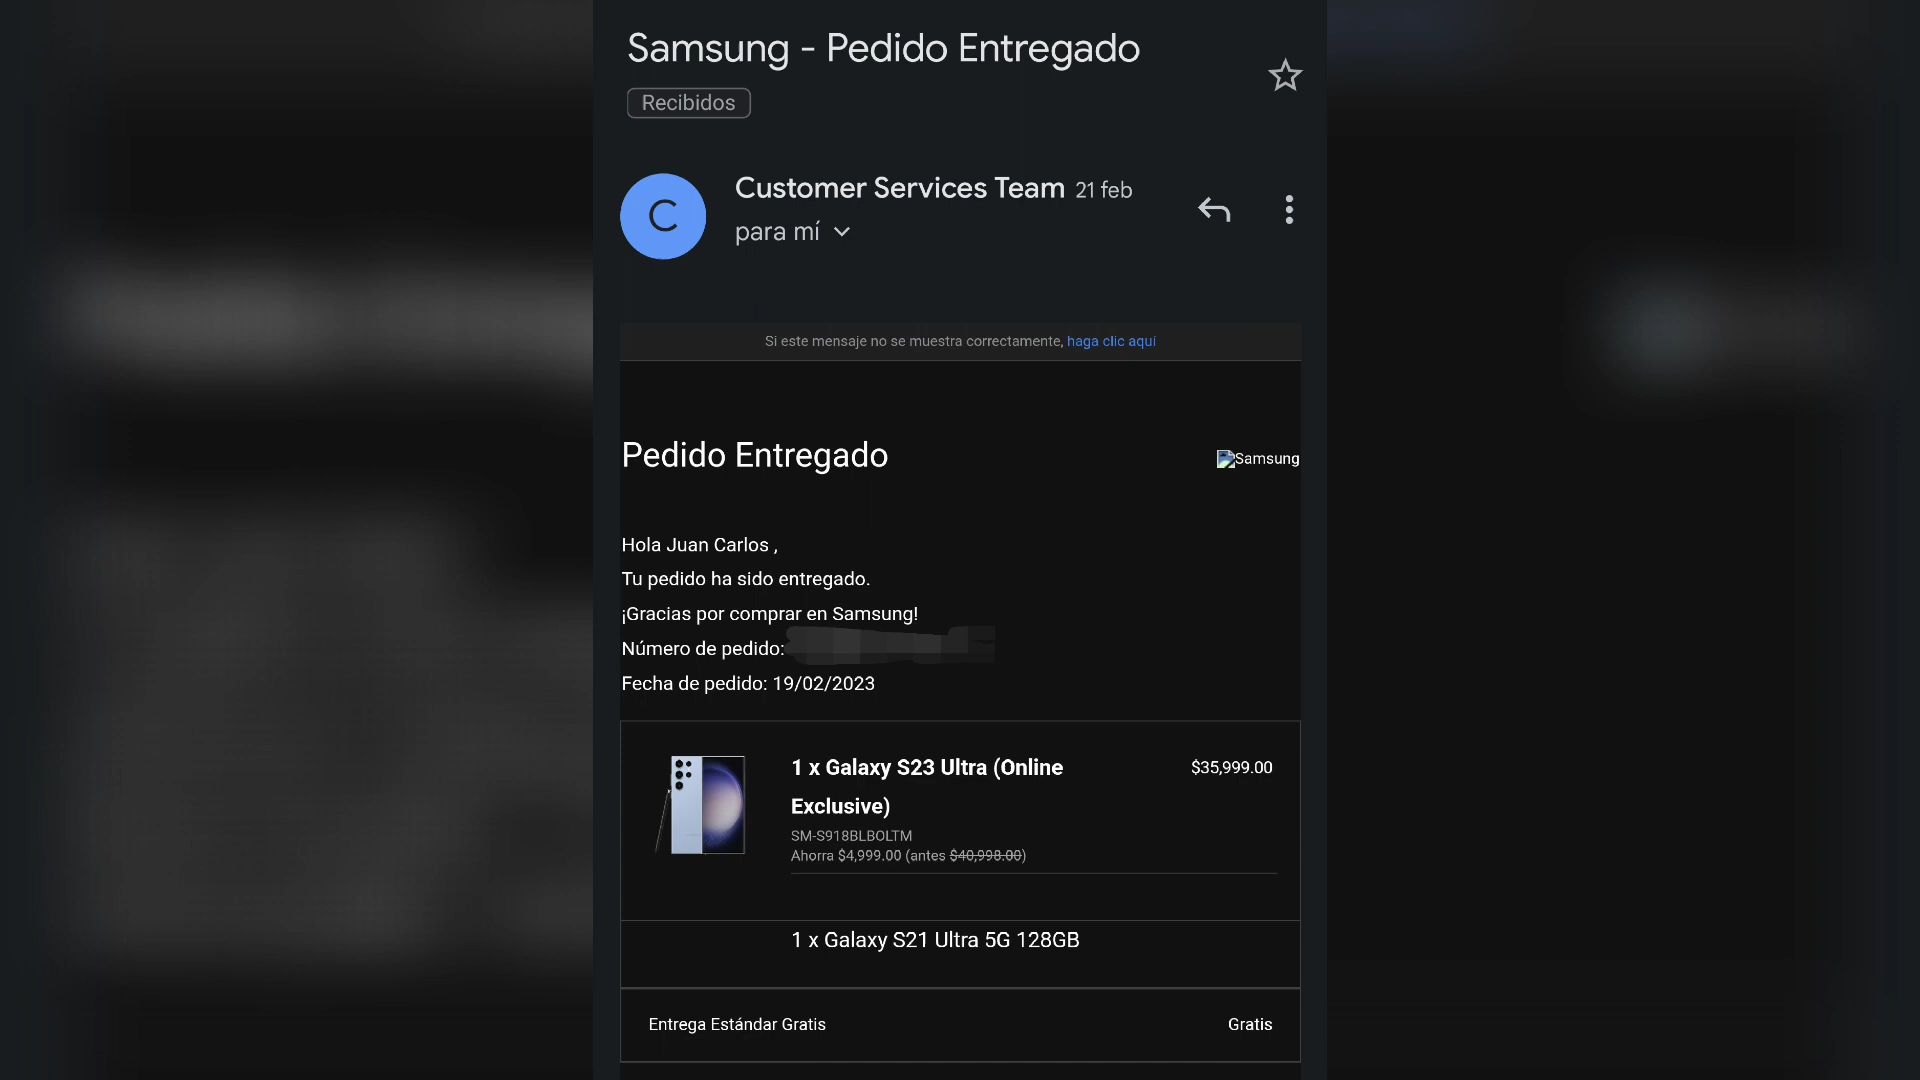 Samsung - Pedido Entregado
Recibidos
C
Customer Services Team 21 feb
para mí
Si este mensaje no se muestra correctamente, haga clic aquí
Pedido Entregado
Samsung
Hola Juan Carlos ,
Tu pedido ha sido entregado.
¡Gracias por comprar en Samsung!
Número de pedido:
Fecha de pedido: 19/02/2023
1 x Galaxy S23 Ultra (Online
Exclusive)
$35,999.00
SM-S918BLBOLTM
Ahorra $4,999.00 (antes $40,998.00)
1 x Galaxy S21 Ultra 5G 128GB
Entrega Estándar Gratis
Gratis